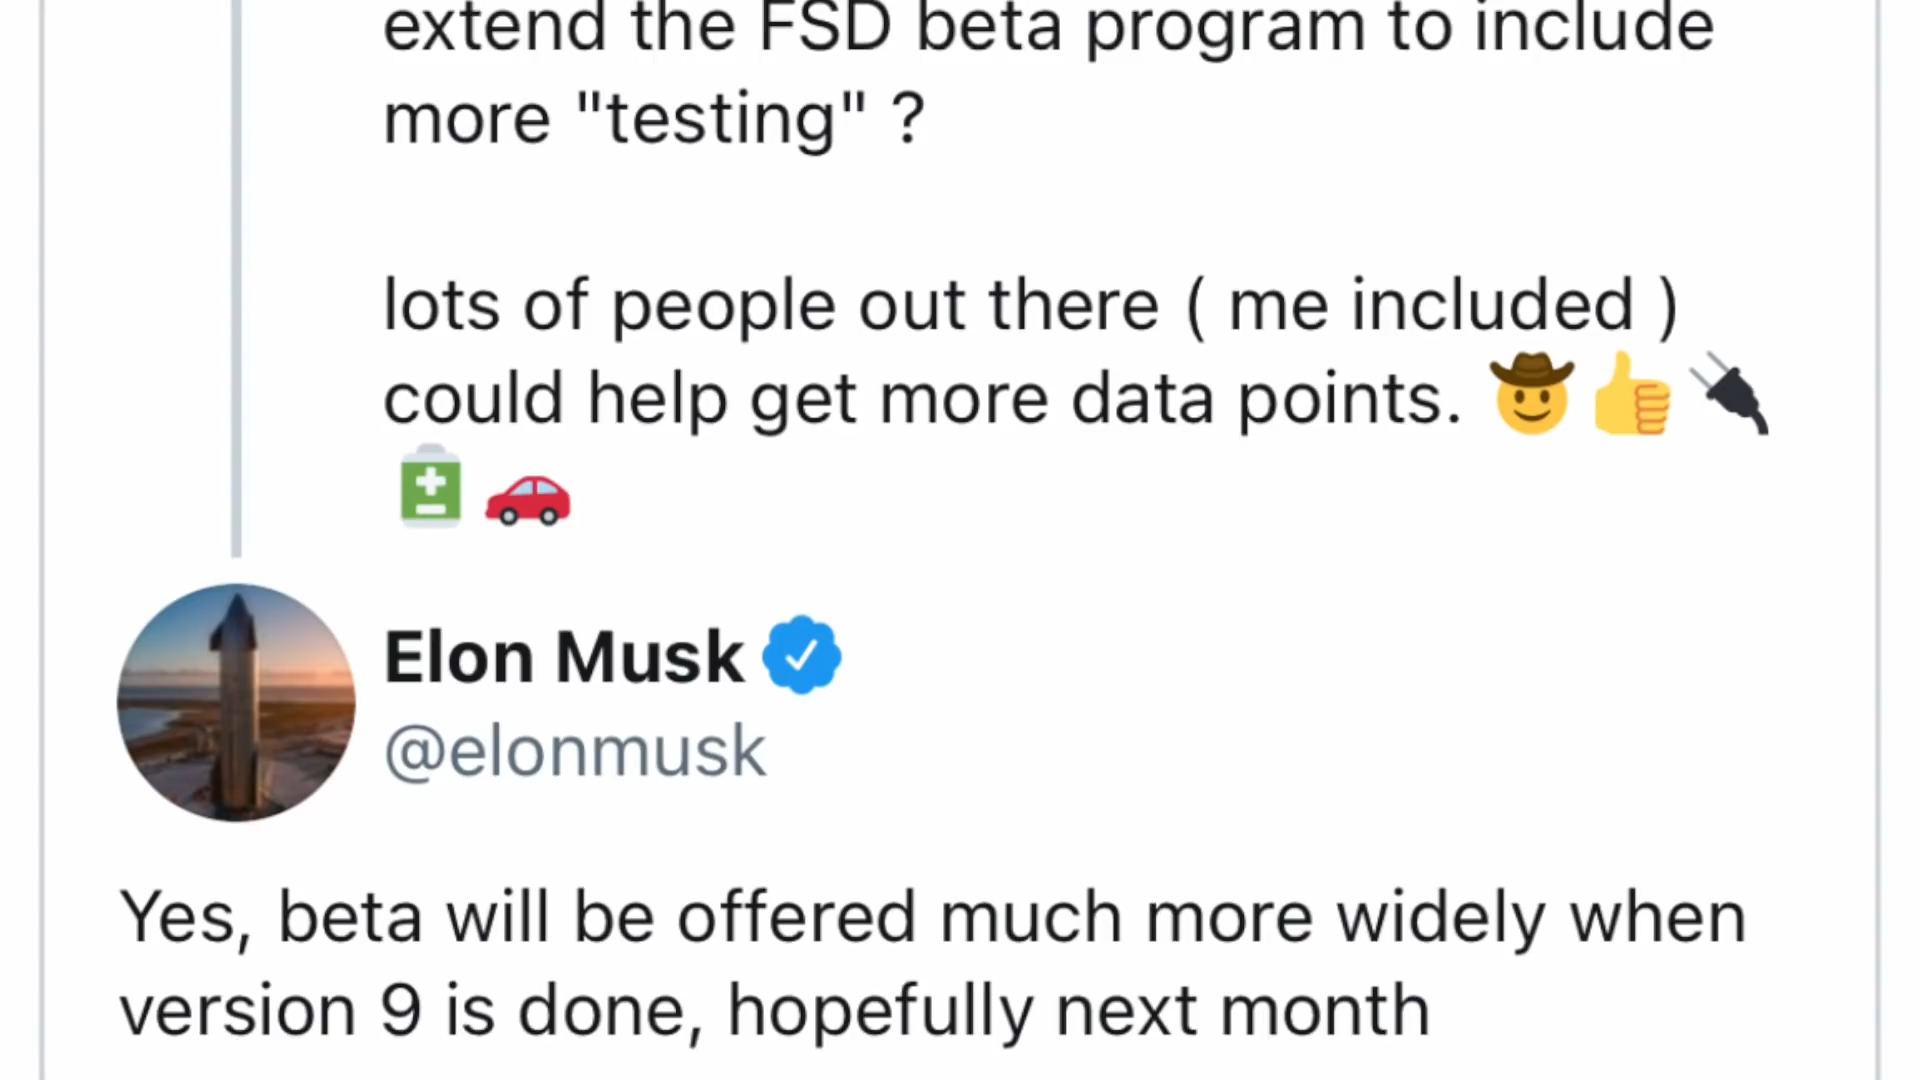 extend the FSD beta program to include
more "testing" ?
lots of people out there ( me included )
could help get more data points. 🤠👍🔌
🔋🚗
Elon Musk
@elonmusk
Yes, beta will be offered much more widely when
version 9 is done, hopefully next month